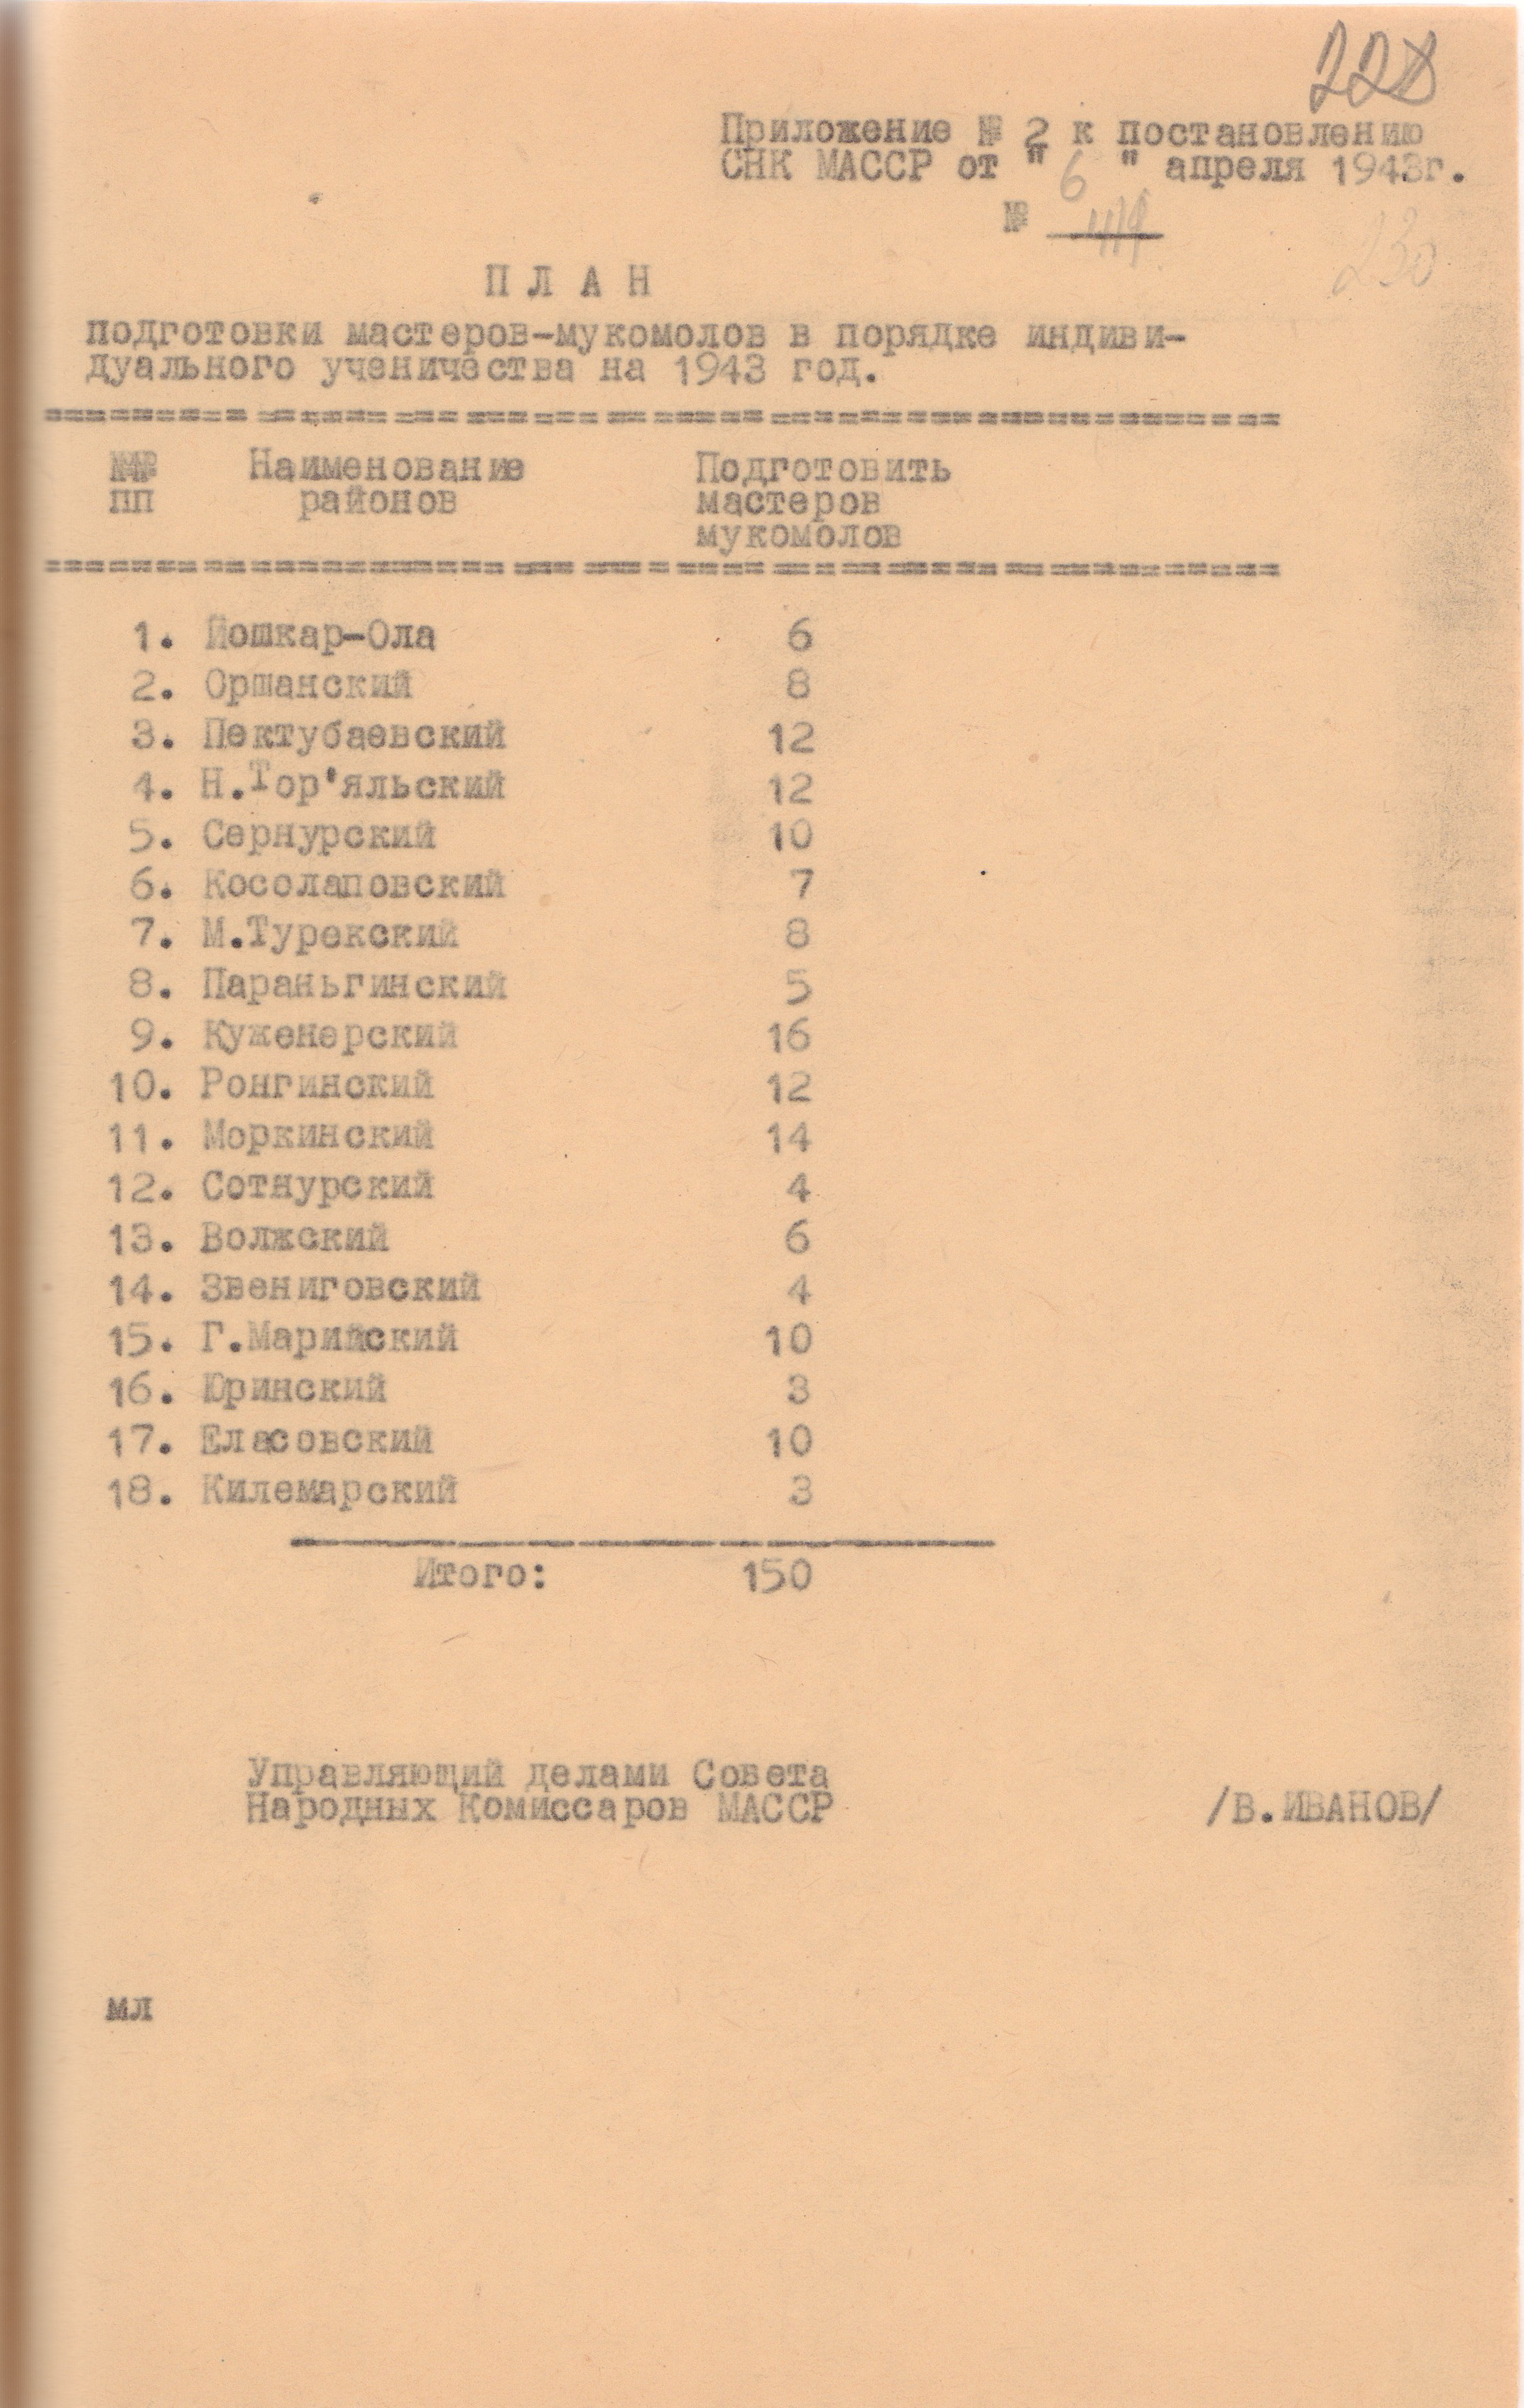 228
Приложение № 2 к постановлению
СНК МАССР от " 6 " апреля 1943г.
№ 419
230
П Л А Н
подготовки мастеров-мукомолов в порядке индиви-
дуального ученичества на 1943 год.
№№ Наименование Подготовить
пп районов мастеров
мукомолов
1. Йошкар-Ола 6
2. Оршанский 8
3. Пектубаевский 12
4. Н.Тор'яльский 12
5. Сернурский 10
6. Косолаповский 7
7. М.Турекский 8
8. Параньгинский 5
9. Куженерский 16
10. Ронгинский 12
11. Моркинский 14
12. Сотнурский 4
13. Волжский 6
14. Звениговский 4
15. Г.Марийский 10
16. Юринский 3
17. Еласовский 10
18. Килемарский 3
Итого: 150
Управляющий делами Совета
Народных Комиссаров МАССР /В.ИВАНОВ/
мл